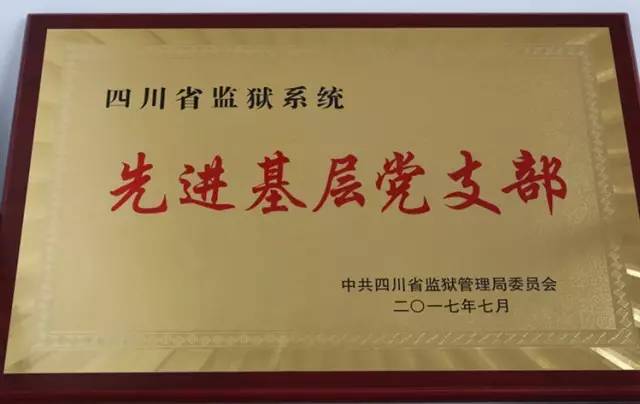 四川省监狱系统
先进基层党支部
中共四川省监狱管理局委员会
二〇一七年七月